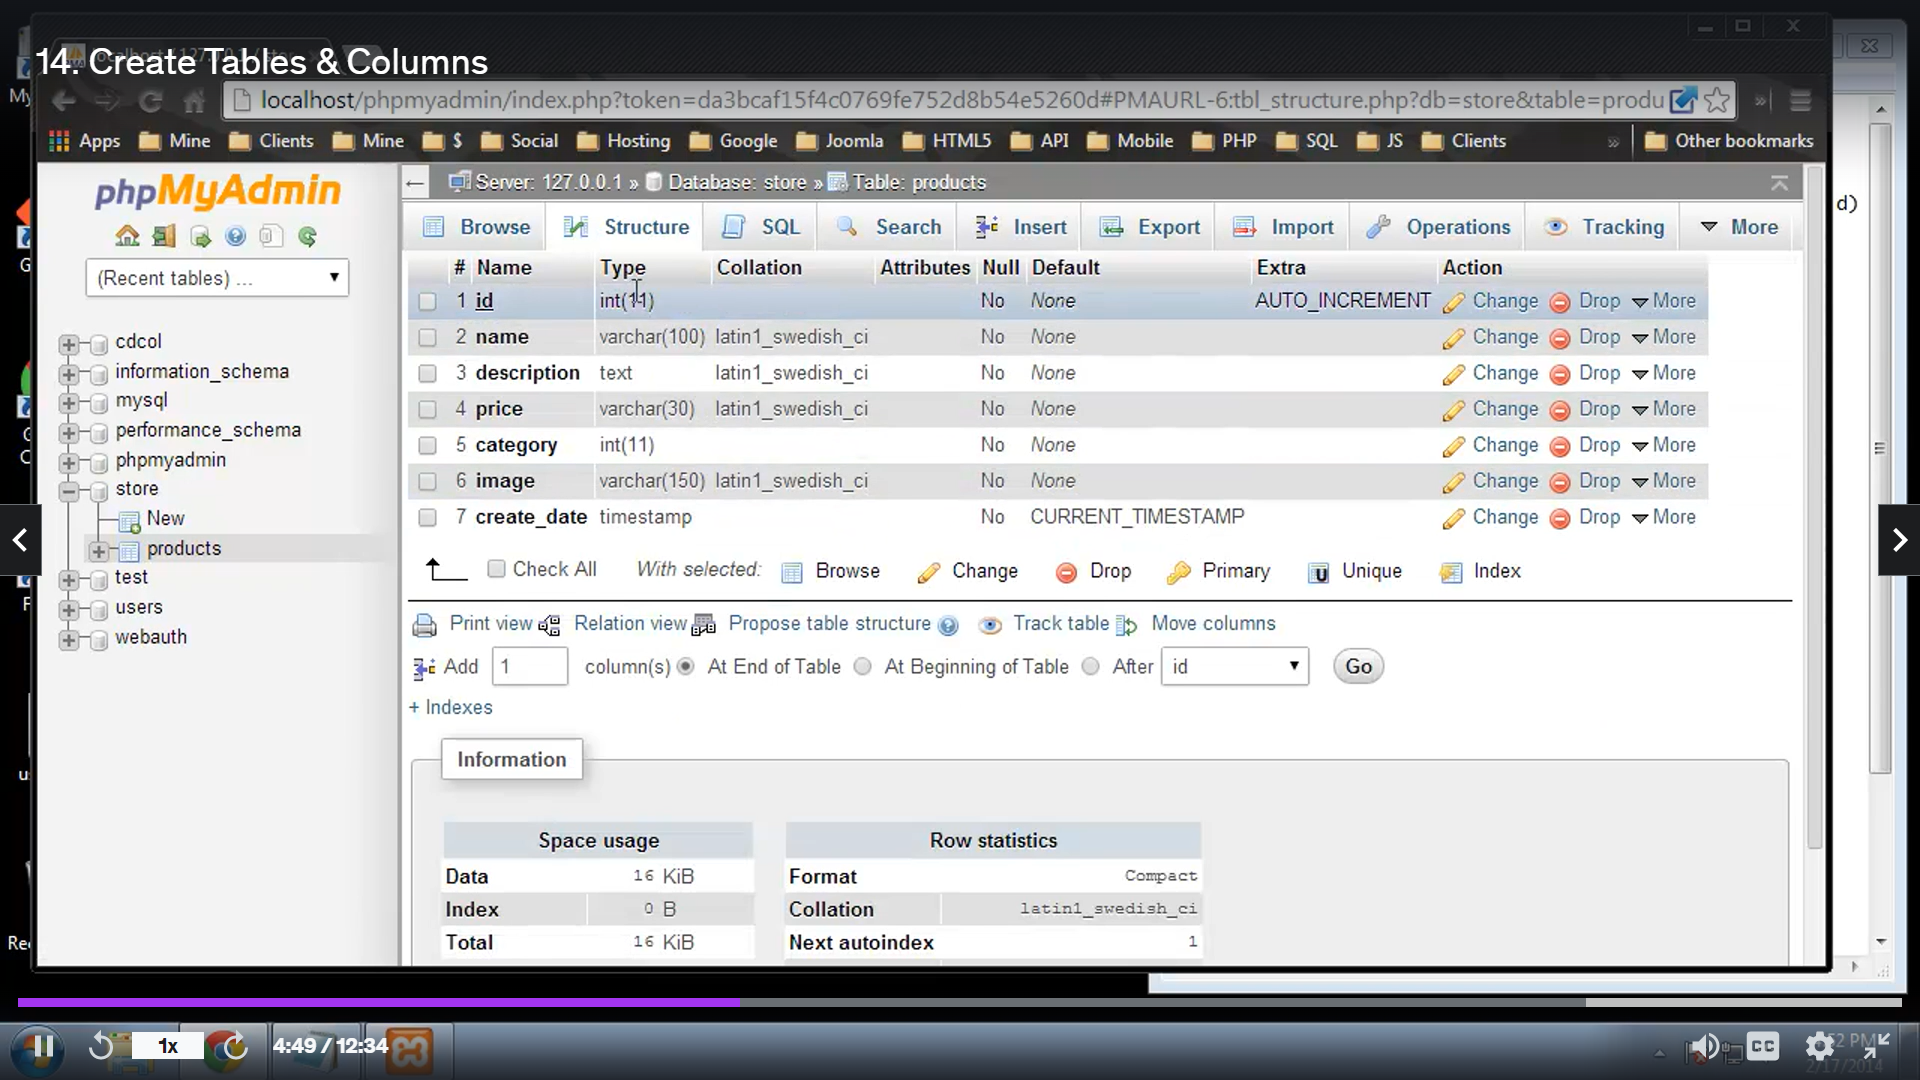 14. Create Tables & Columns
localhost/phpmyadmin/index.php?token=da3bcaf15f4c0769fe752d8b54e5260d#PMAURL-6:tbl_structure.php?db=store&table=produ
Apps Mine Clients Mine $ Social Hosting Google Joomla HTML5 API Mobile PHP SQL JS Clients » Other bookmarks
phpMyAdmin
Server: 127.0.0.1 » Database: store » Table: products
d)
Browse Structure SQL Search Insert Export Import Operations Tracking More
(Recent tables) ...
cdcol
information_schema
mysql
performance_schema
phpmyadmin
store
New
products
test
users
webauth
# Name Type Collation Attributes Null Default Extra Action
1 id int(11) No None AUTO_INCREMENT Change Drop More
2 name varchar(100) latin1_swedish_ci No None Change Drop More
3 description text latin1_swedish_ci No None Change Drop More
4 price varchar(30) latin1_swedish_ci No None Change Drop More
5 category int(11) No None Change Drop More
6 image varchar(150) latin1_swedish_ci No None Change Drop More
7 create_date timestamp No CURRENT_TIMESTAMP Change Drop More
Check All With selected: Browse Change Drop Primary Unique Index
Print view Relation view Propose table structure Track table Move columns
Add 1 column(s) At End of Table At Beginning of Table After id Go
+ Indexes
Information
Space usage
Data 16 KiB
Index 0 B
Total 16 KiB
Row statistics
Format Compact
Collation latin1_swedish_ci
Next autoindex 1
1x
4:49 / 12:34
CC
2/17/2014